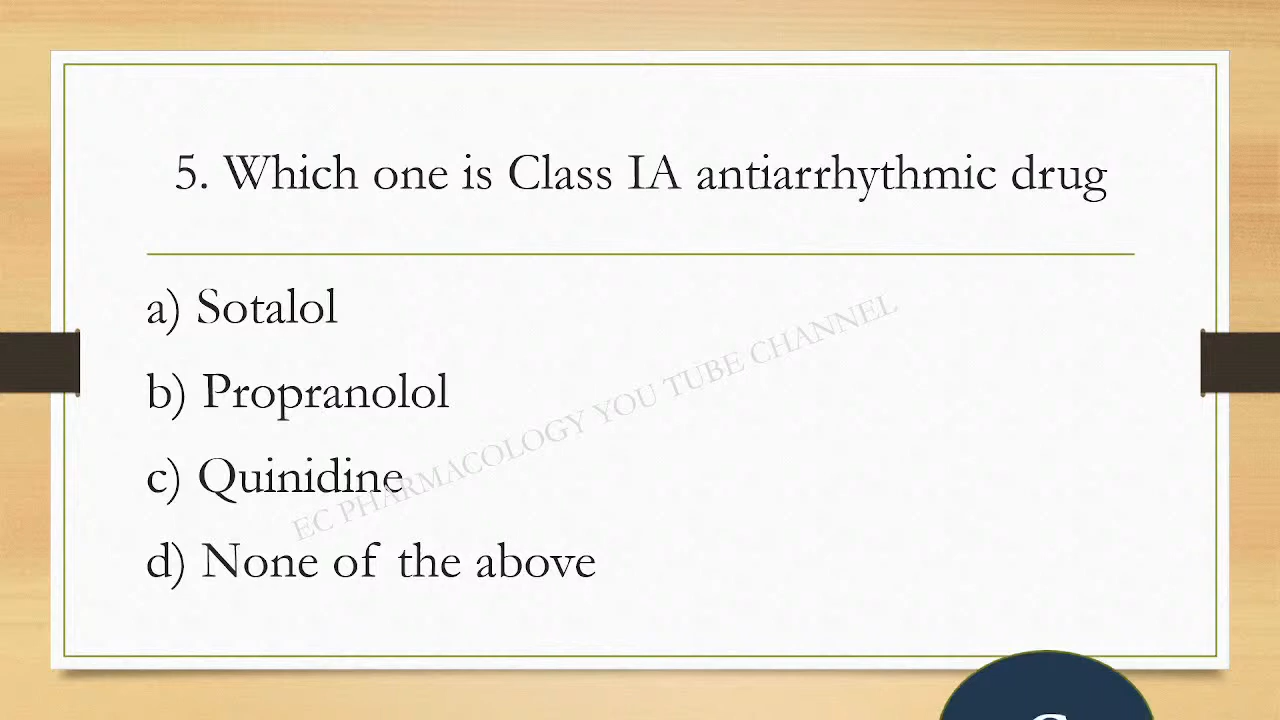 5. Which one is Class IA antiarrhythmic drug
a) Sotalol
b) Propranolol
c) Quinidine
d) None of the above
EC PHARMACOLOGY YOU TUBE CHANNEL